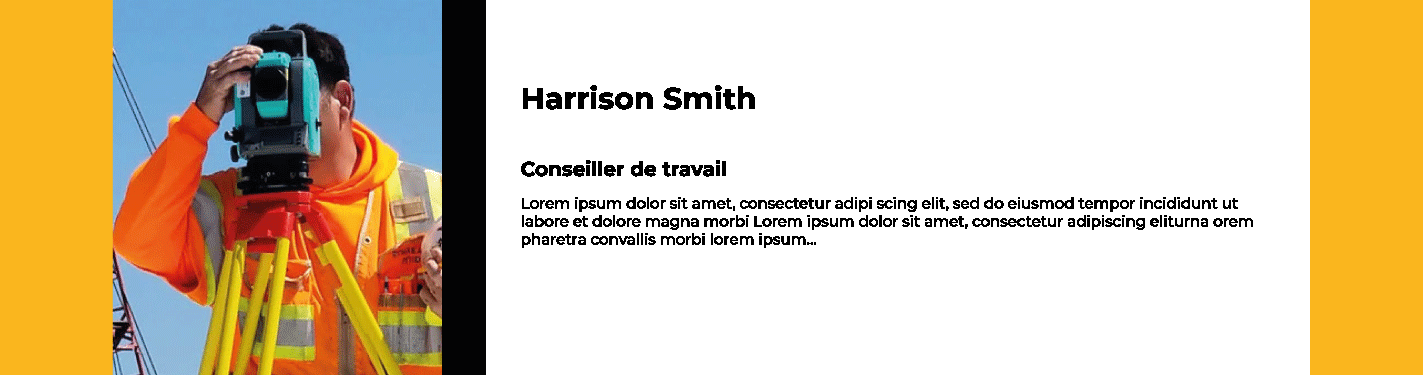 Harrison Smith
Conseiller de travail
Lorem ipsum dolor sit amet, consectetur adipi scing elit, sed do eiusmod tempor incididunt ut
labore et dolore magna morbi Lorem ipsum dolor sit amet, consectetur adipiscing eliturna orem
pharetra convallis morbi lorem ipsum...